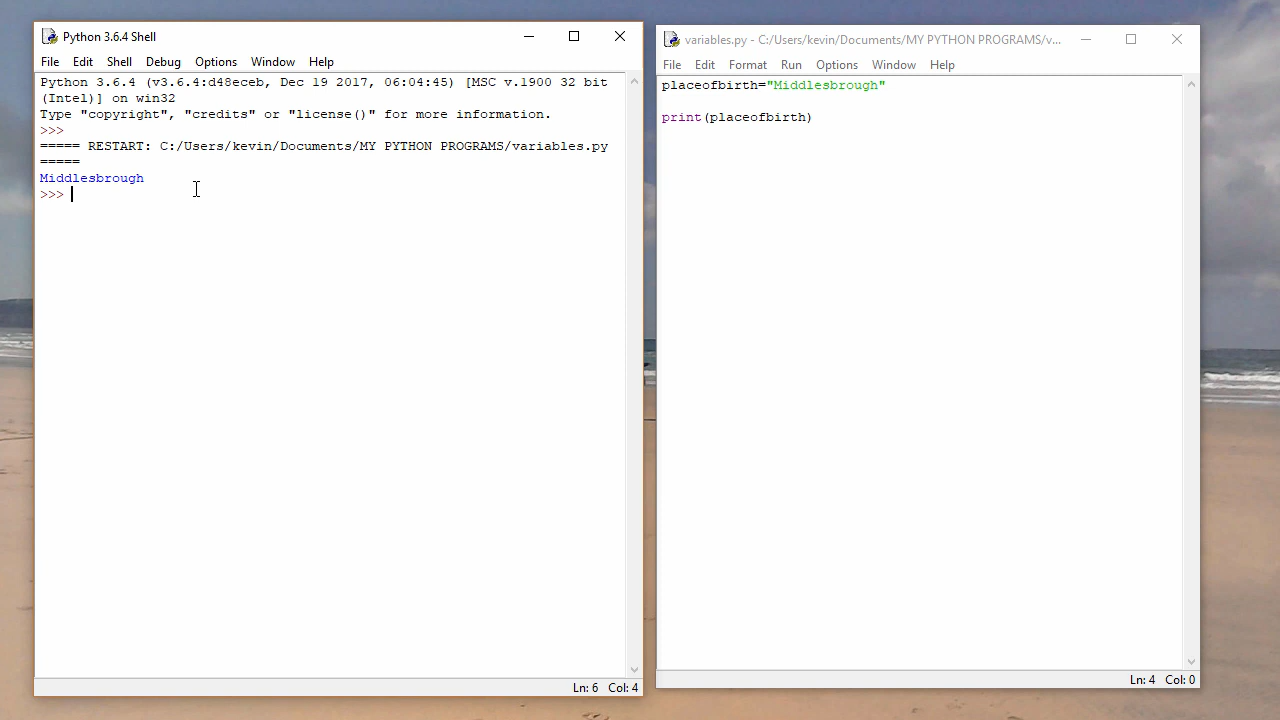 Python 3.6.4 Shell
File Edit Shell Debug Options Window Help
Python 3.6.4 (v3.6.4:d48eceb, Dec 19 2017, 06:04:45) [MSC v.1900 32 bit
(Intel)] on win32
Type "copyright", "credits" or "license()" for more information.
>>>
===== RESTART: C:/Users/kevin/Documents/MY PYTHON PROGRAMS/variables.py
=====
Middlesbrough
>>>
Ln: 6 Col: 4
variables.py - C:/Users/kevin/Documents/MY PYTHON PROGRAMS/v...
File Edit Format Run Options Window Help
placeofbirth="Middlesbrough"
print(placeofbirth)
Ln: 4 Col: 0